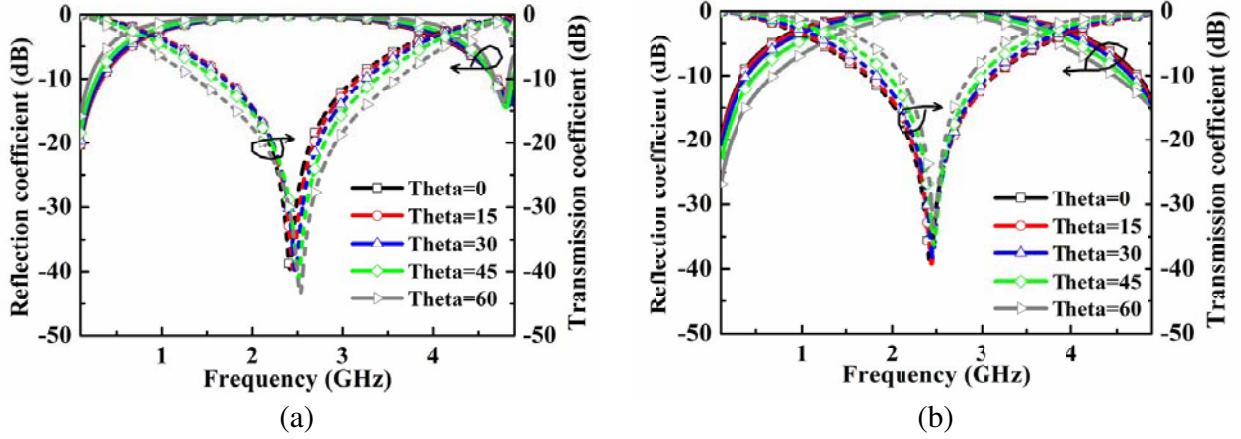 0
-10
-20
-30
-40
-50
Reflection coefficient (dB)
1
2
3
4
Frequency (GHz)
0
-10
-20
-30
-40
-50
Transmission coefficient (dB)
Theta=0
Theta=15
Theta=30
Theta=45
Theta=60
(a)
0
-10
-20
-30
-40
-50
Reflection coefficient (dB)
1
2
3
4
Frequency (GHz)
0
-10
-20
-30
-40
-50
Transmission coefficient (dB)
Theta=0
Theta=15
Theta=30
Theta=45
Theta=60
(b)